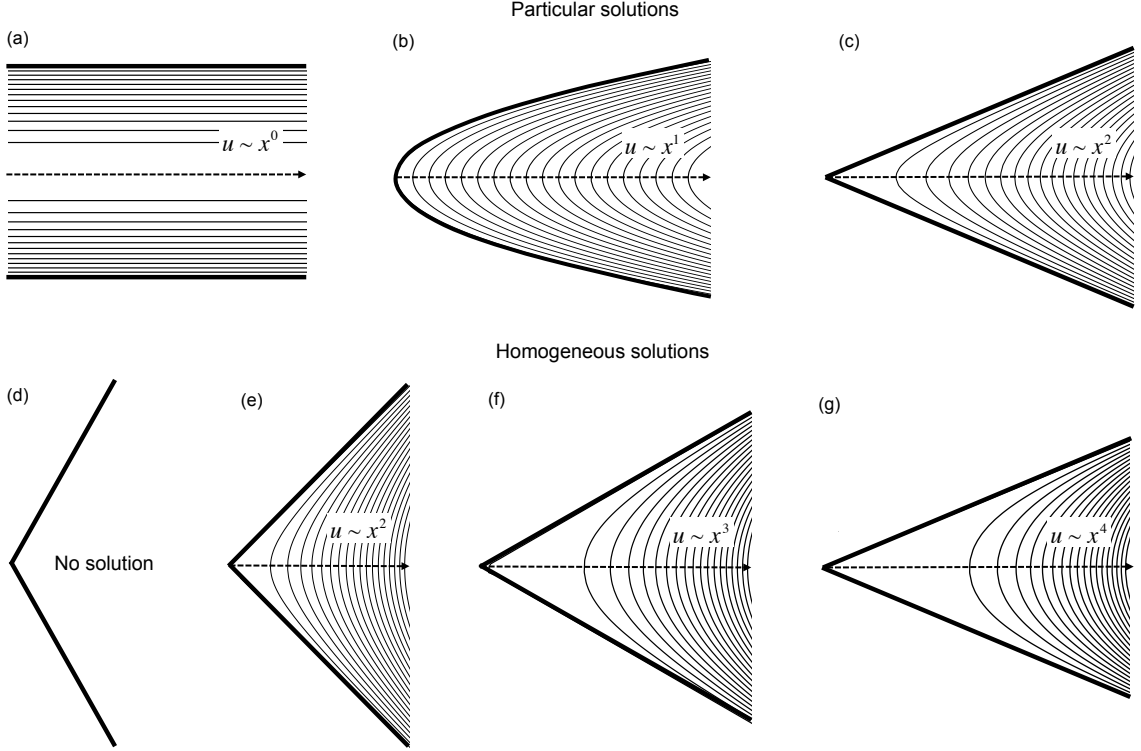 Particular solutions
(a)
(b)
(c)
u ~ x^0
u ~ x^1
u ~ x^2
Homogeneous solutions
(d)
(e)
(f)
(g)
No solution
u ~ x^2
u ~ x^3
u ~ x^4